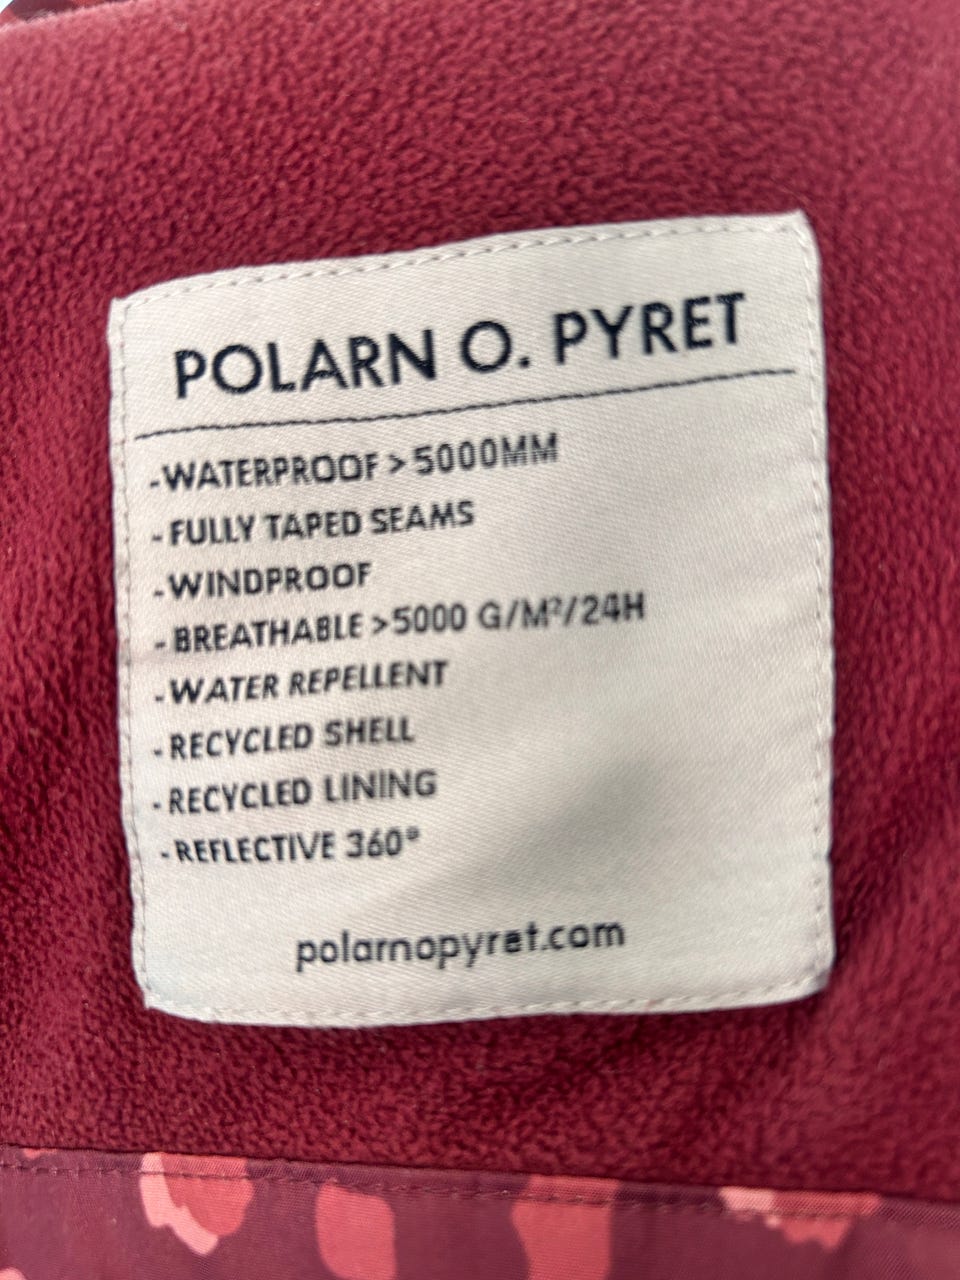 POLARN O. PYRET
-WATERPROOF > 5000MM
- FULLY TAPED SEAMS
-WINDPROOF
- BREATHABLE >5000 G/M²/24H
-WATER REPELLENT
- RECYCLED SHELL
- RECYCLED LINING
- REFLECTIVE 360°
polarnopyret.com